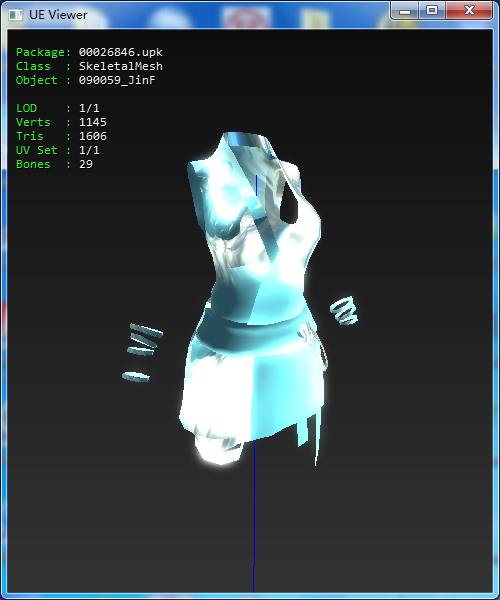 UE Viewer
Package: 00026846.upk
Class : SkeletalMesh
Object : 090059_JinF
LOD : 1/1
Verts : 1145
Tris : 1606
UV Set : 1/1
Bones : 29